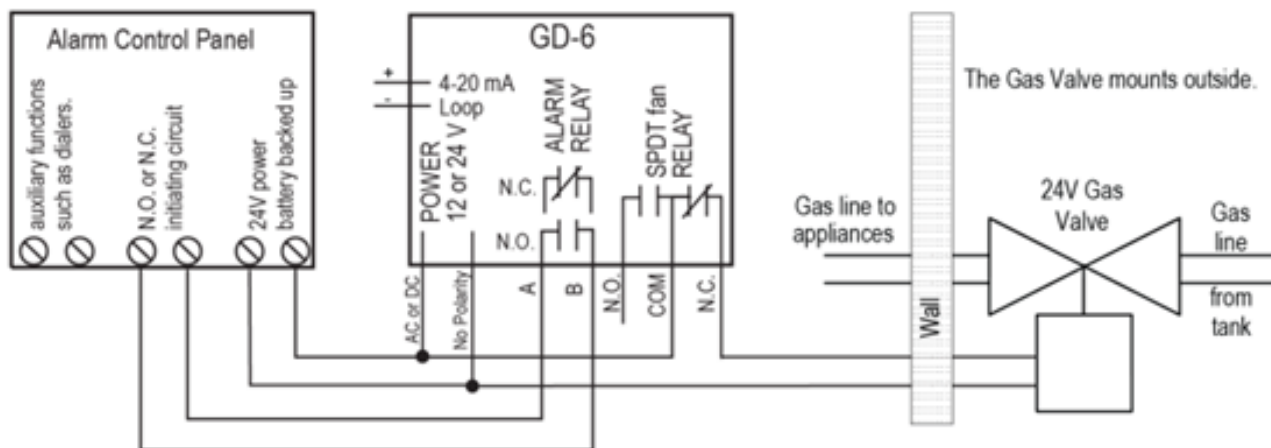 Alarm Control Panel
auxiliary functions
such as dialers.
N.O. or N.C.
initiating circuit
24V power
battery backed up
GD-6
+
4-20 mA
-
Loop
POWER
12 or 24 V
ALARM
RELAY
N.C.
N.O.
SPDT fan
RELAY
AC or DC
No Polarity
A
B
N.O.
COM
N.C.
Wall
The Gas Valve mounts outside.
24V Gas
Valve
Gas line to
appliances
Gas
line
from
tank